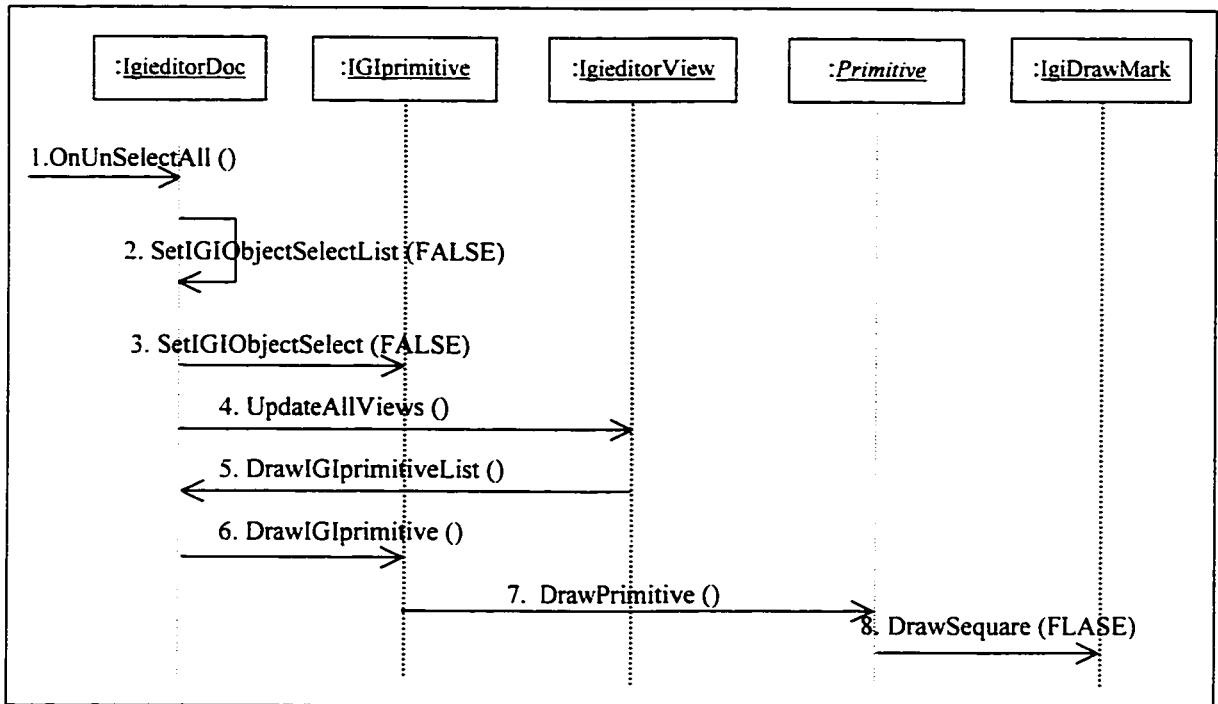 :IgieditorDoc :IGIprimitive :IgieditorView :Primitive :IgiDrawMark
1.OnUnSelectAll ()
2. SetIGIObjectSelectList (FALSE)
3. SetIGIObjectSelect (FALSE)
4. UpdateAllViews ()
5. DrawIGIprimitiveList ()
6. DrawIGIprimitive ()
7. DrawPrimitive ()
8. DrawSequare (FLASE)